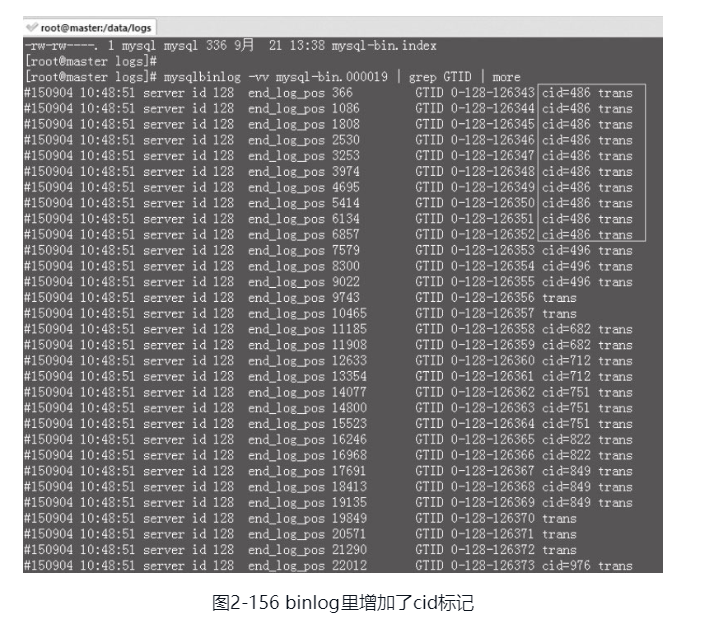 root@master:/data/logs
-rw-rw----. 1 mysql mysql 336 9月  21 13:38 mysql-bin.index
[root@master logs]#
[root@master logs]# mysqlbinlog -vv mysql-bin.000019 | grep GTID | more
#150904 10:48:51 server id 128  end_log_pos 366        GTID 0-128-126343 cid=486 trans
#150904 10:48:51 server id 128  end_log_pos 1086       GTID 0-128-126344 cid=486 trans
#150904 10:48:51 server id 128  end_log_pos 1808       GTID 0-128-126345 cid=486 trans
#150904 10:48:51 server id 128  end_log_pos 2530       GTID 0-128-126346 cid=486 trans
#150904 10:48:51 server id 128  end_log_pos 3253       GTID 0-128-126347 cid=486 trans
#150904 10:48:51 server id 128  end_log_pos 3974       GTID 0-128-126348 cid=486 trans
#150904 10:48:51 server id 128  end_log_pos 4695       GTID 0-128-126349 cid=486 trans
#150904 10:48:51 server id 128  end_log_pos 5414       GTID 0-128-126350 cid=486 trans
#150904 10:48:51 server id 128  end_log_pos 6134       GTID 0-128-126351 cid=486 trans
#150904 10:48:51 server id 128  end_log_pos 6857       GTID 0-128-126352 cid=486 trans
#150904 10:48:51 server id 128  end_log_pos 7579       GTID 0-128-126353 cid=496 trans
#150904 10:48:51 server id 128  end_log_pos 8300       GTID 0-128-126354 cid=496 trans
#150904 10:48:51 server id 128  end_log_pos 9022       GTID 0-128-126355 cid=496 trans
#150904 10:48:51 server id 128  end_log_pos 9743       GTID 0-128-126356 trans
#150904 10:48:51 server id 128  end_log_pos 10465      GTID 0-128-126357 trans
#150904 10:48:51 server id 128  end_log_pos 11185      GTID 0-128-126358 cid=682 trans
#150904 10:48:51 server id 128  end_log_pos 11908      GTID 0-128-126359 cid=682 trans
#150904 10:48:51 server id 128  end_log_pos 12633      GTID 0-128-126360 cid=712 trans
#150904 10:48:51 server id 128  end_log_pos 13354      GTID 0-128-126361 cid=712 trans
#150904 10:48:51 server id 128  end_log_pos 14077      GTID 0-128-126362 cid=751 trans
#150904 10:48:51 server id 128  end_log_pos 14800      GTID 0-128-126363 cid=751 trans
#150904 10:48:51 server id 128  end_log_pos 15523      GTID 0-128-126364 cid=751 trans
#150904 10:48:51 server id 128  end_log_pos 16246      GTID 0-128-126365 cid=822 trans
#150904 10:48:51 server id 128  end_log_pos 16968      GTID 0-128-126366 cid=822 trans
#150904 10:48:51 server id 128  end_log_pos 17691      GTID 0-128-126367 cid=849 trans
#150904 10:48:51 server id 128  end_log_pos 18413      GTID 0-128-126368 cid=849 trans
#150904 10:48:51 server id 128  end_log_pos 19135      GTID 0-128-126369 cid=849 trans
#150904 10:48:51 server id 128  end_log_pos 19849      GTID 0-128-126370 trans
#150904 10:48:51 server id 128  end_log_pos 20571      GTID 0-128-126371 trans
#150904 10:48:51 server id 128  end_log_pos 21290      GTID 0-128-126372 trans
#150904 10:48:51 server id 128  end_log_pos 22012      GTID 0-128-126373 cid=976 trans
图2-156 binlog里增加了cid标记